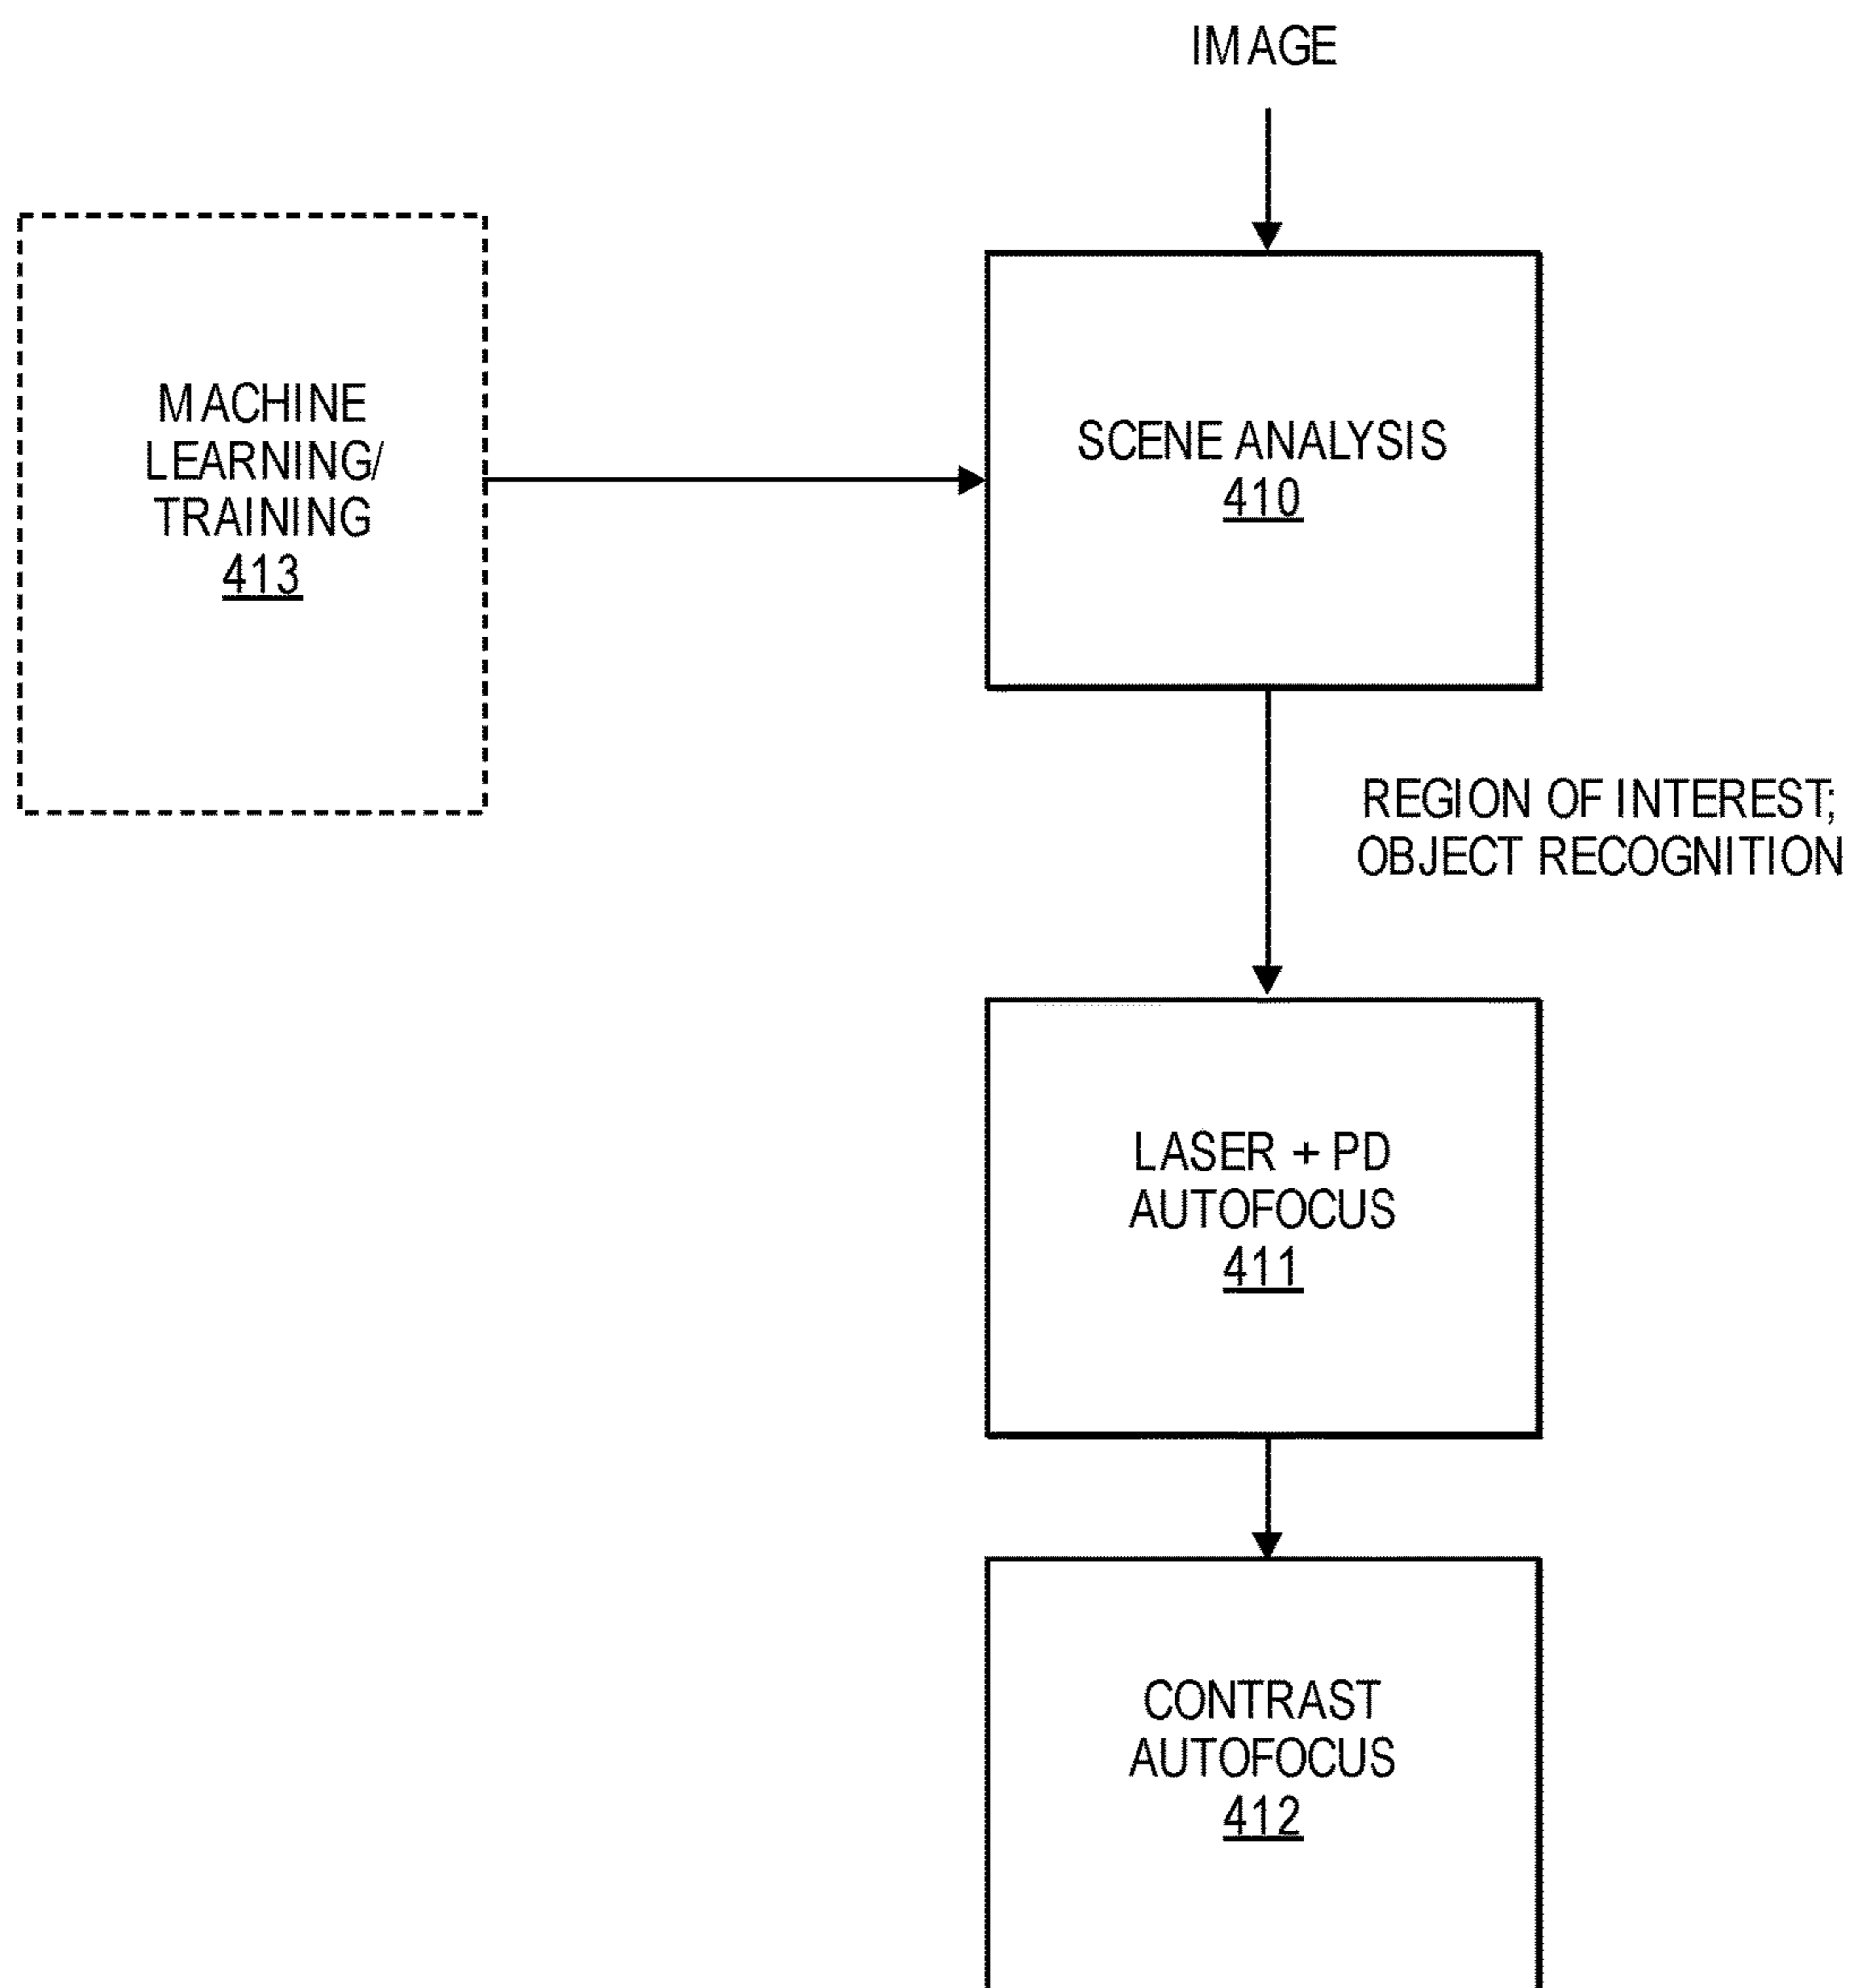 IMAGE
MACHINE
LEARNING/
TRAINING
413
SCENE ANALYSIS
410
REGION OF INTEREST;
OBJECT RECOGNITION
LASER + PD
AUTOFOCUS
411
CONTRAST
AUTOFOCUS
412